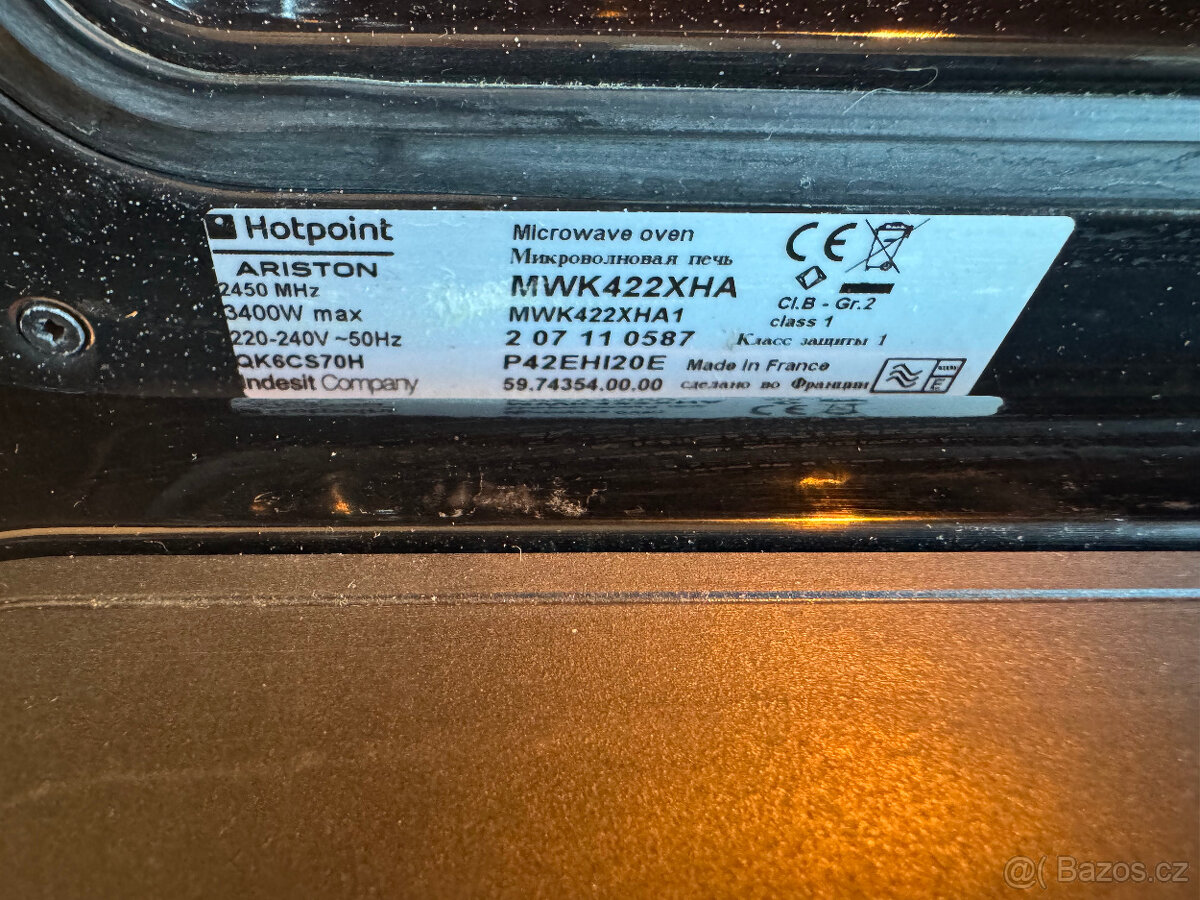 Hotpoint
ARISTON
2450 MHz
3400W max
220-240V ~50Hz
QK6CS70H
Indesit Company
Microwave oven
Микроволновая печь
MWK422XHA
MWK422XHA1
2 07 11 0587
P42EHI20E
59.74354.00.00
CE
Cl.B - Gr.2
class 1
Класс защиты 1
Made in France
сделано во Франции
E
@( Bazos.cz